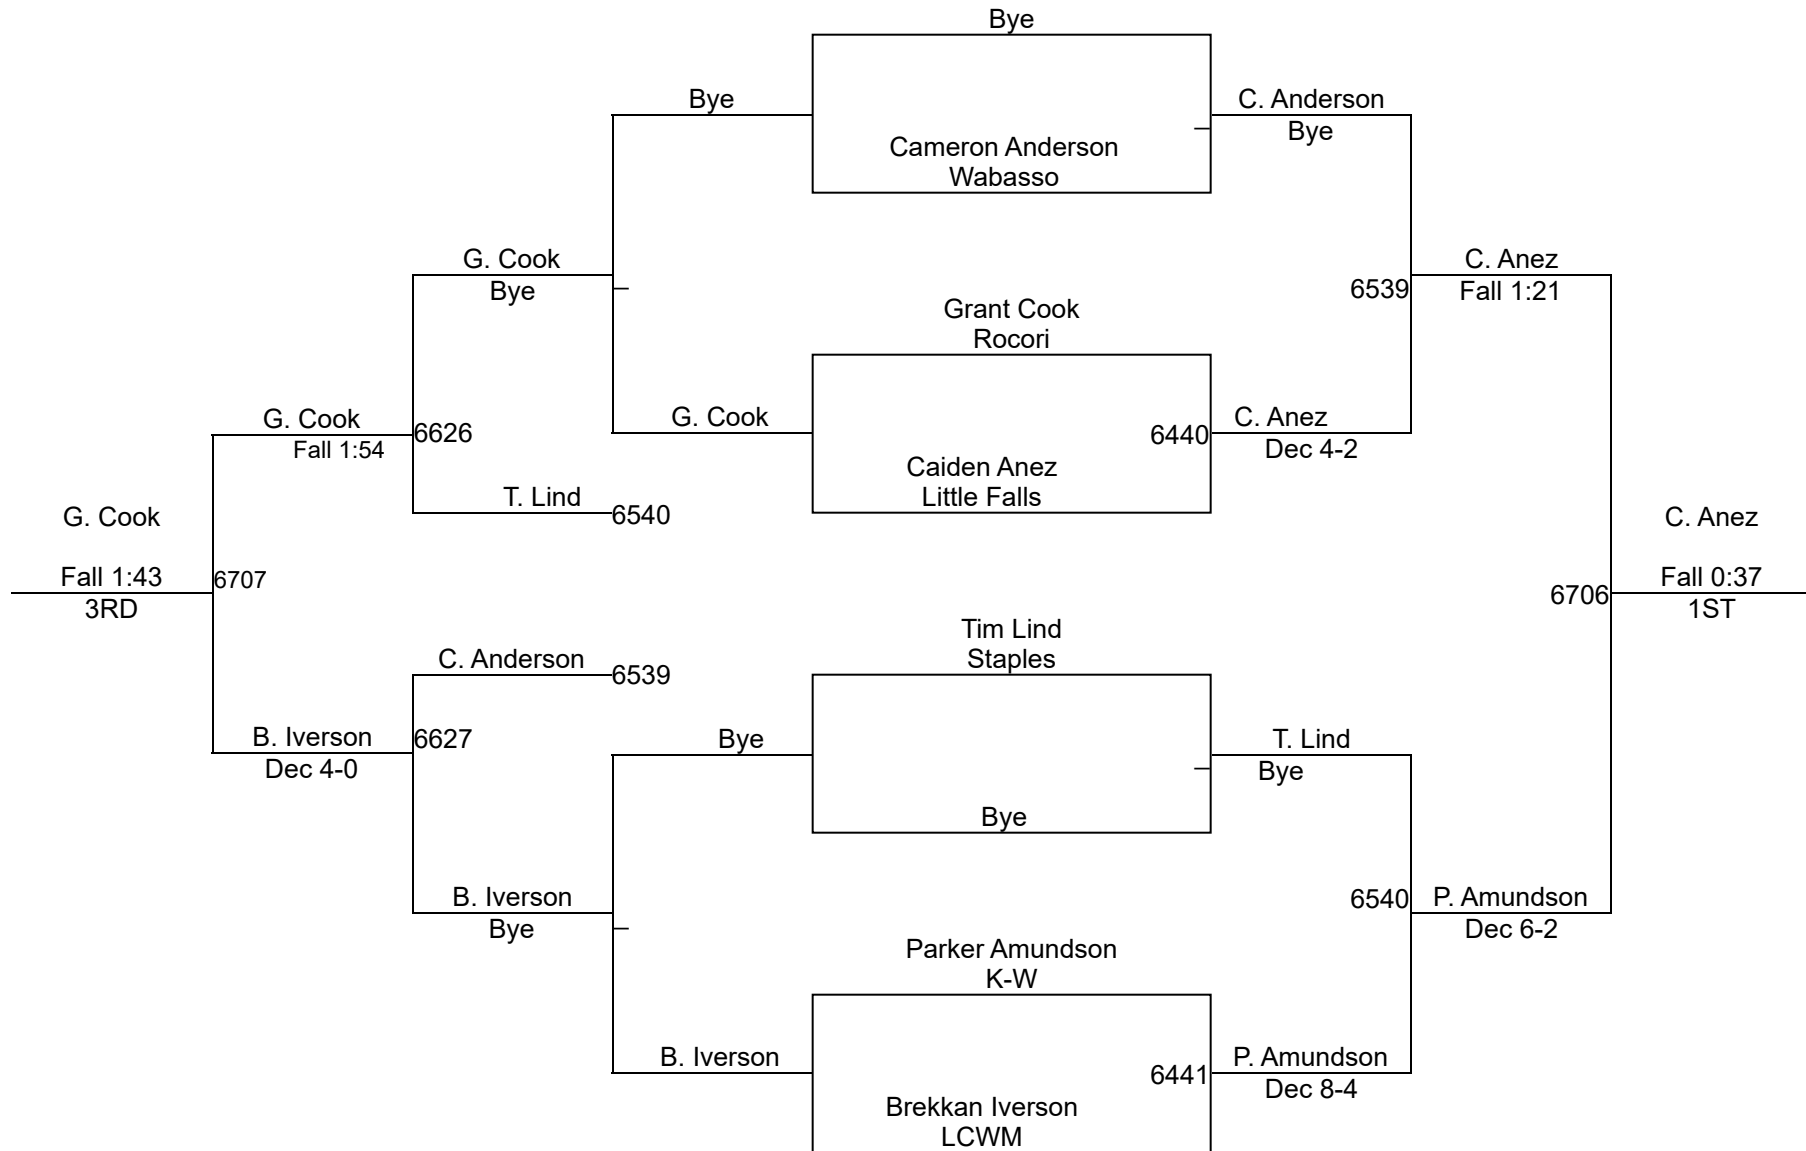 Bye
Bye
C. Anderson
Bye
Cameron Anderson
Wabasso
G. Cook
Bye
C. Anez
Fall 1:21
6539
Grant Cook
Rocori
G. Cook
Fall 1:54
6626
G. Cook
6440
C. Anez
Dec 4-2
Caiden Anez
Little Falls
T. Lind
6540
G. Cook
Fall 1:43
3RD
6707
C. Anez
Fall 0:37
1ST
6706
Tim Lind
Staples
C. Anderson
6539
B. Iverson
Dec 4-0
6627
Bye
T. Lind
Bye
Bye
B. Iverson
Bye
6540
P. Amundson
Dec 6-2
Parker Amundson
K-W
B. Iverson
6441
P. Amundson
Dec 8-4
Brekkan Iverson
LCWM